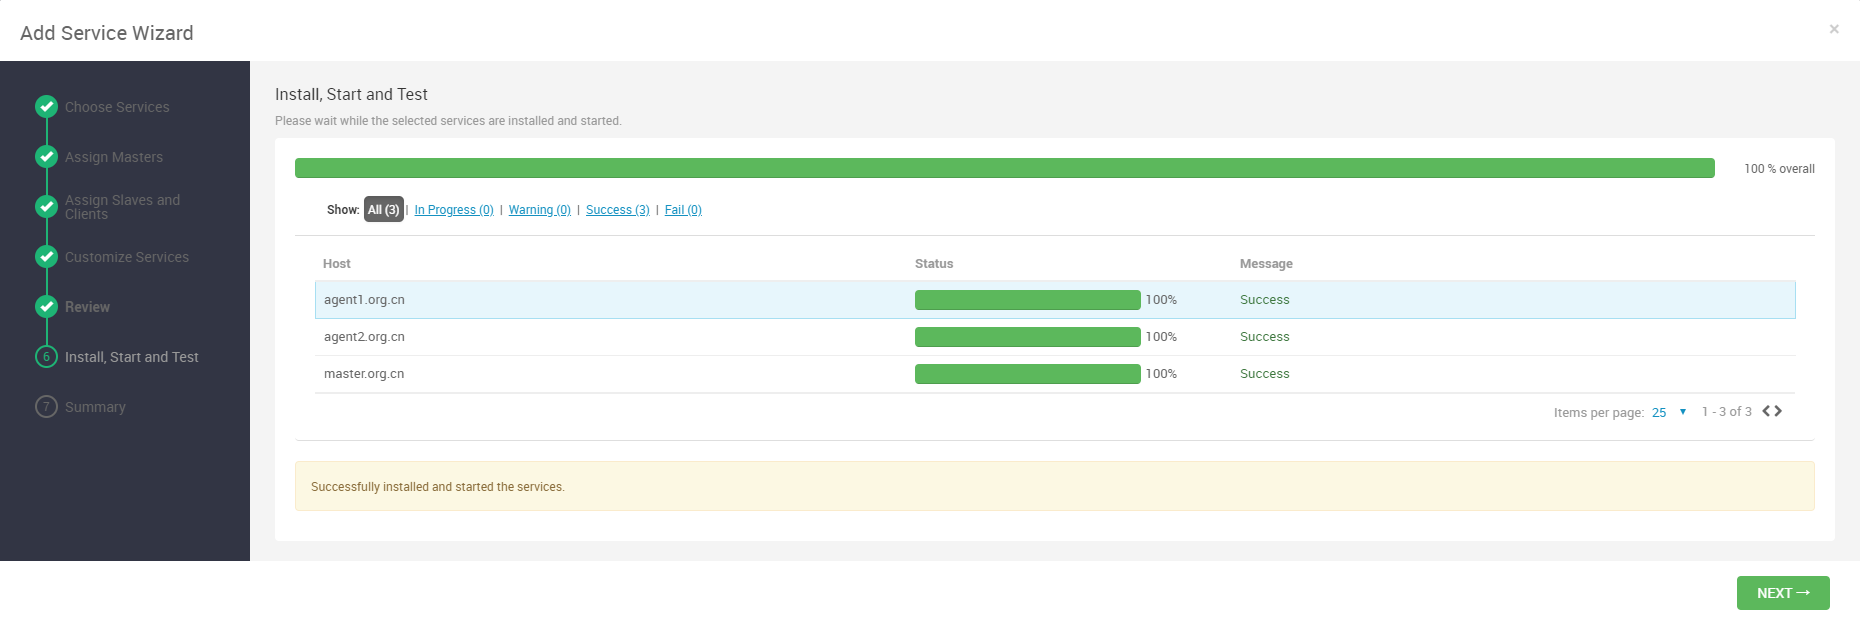 Add Service Wizard
×
Choose Services
Assign Masters
Assign Slaves and
Clients
Customize Services
Review
6 Install, Start and Test
7 Summary
Install, Start and Test
Please wait while the selected services are installed and started.
100 % overall
Show: All (3) | In Progress (0) | Warning (0) | Success (3) | Fail (0)
Host Status Message
agent1.org.cn 100% Success
agent2.org.cn 100% Success
master.org.cn 100% Success
Items per page: 25 1 - 3 of 3
Successfully installed and started the services.
NEXT →